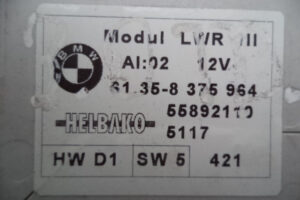 BMW
Modul LWR III
AI:02 12V
61.35-8 375 964
55892110
HELBAKO
5117
HW D1 SW 5 421